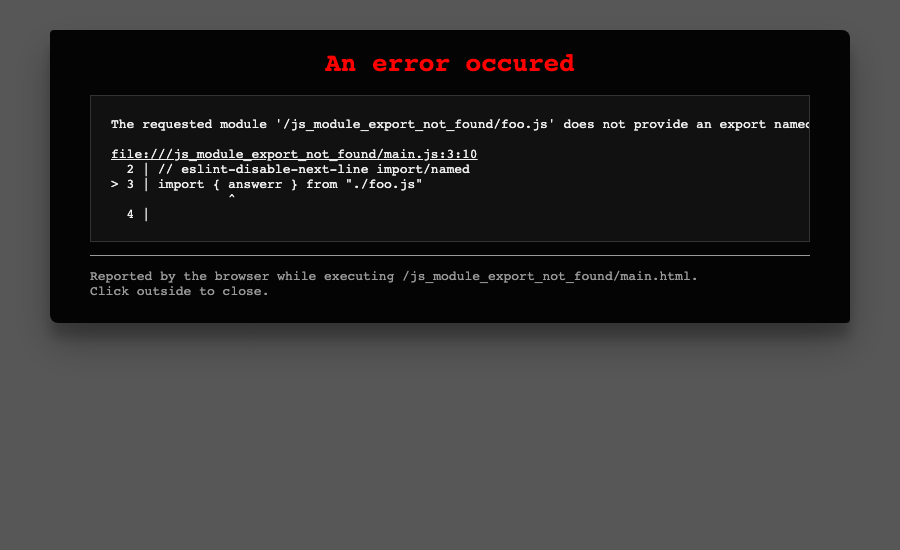 An error occured
The requested module '/js_module_export_not_found/foo.js' does not provide an export named
file:///js_module_export_not_found/main.js:3:10
  2 | // eslint-disable-next-line import/named
> 3 | import { answerr } from "./foo.js"
               ^
  4 |
Reported by the browser while executing /js_module_export_not_found/main.html.
Click outside to close.